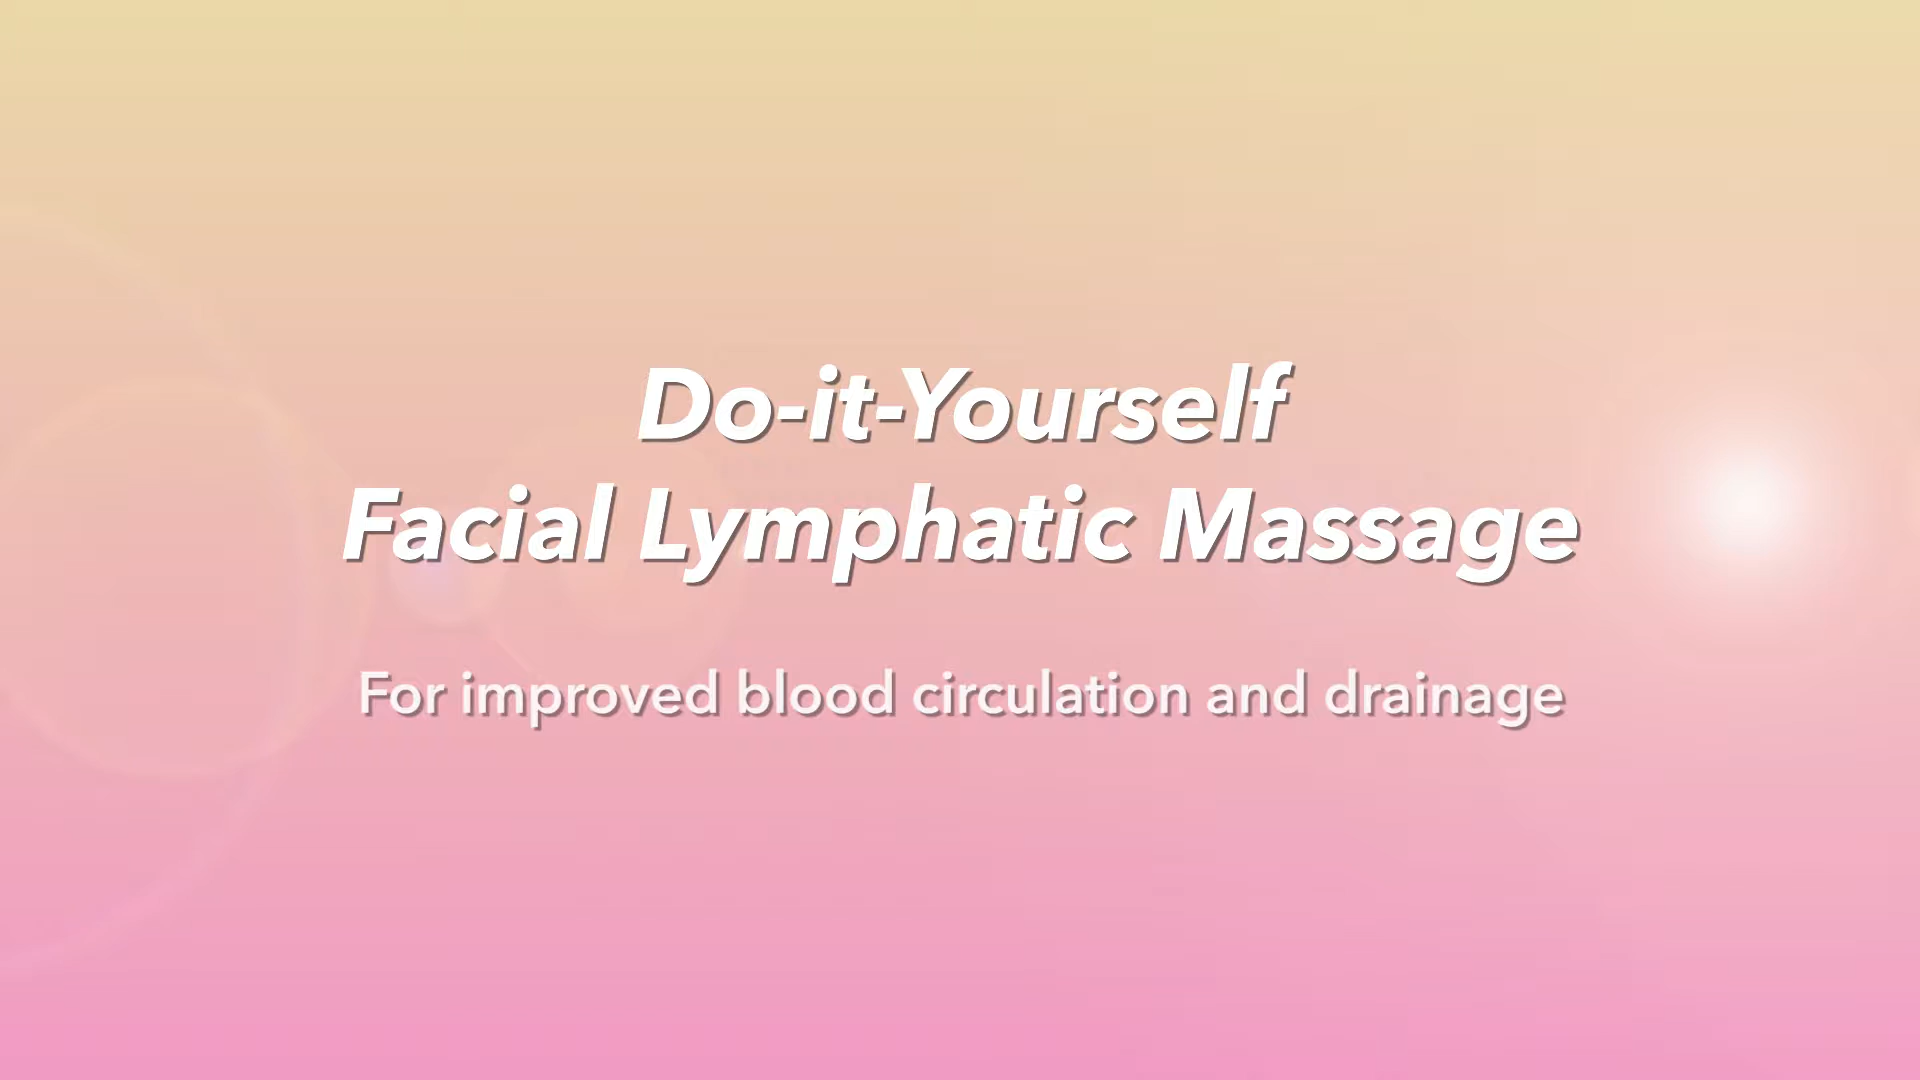 Do-it-Yourself
Facial Lymphatic Massage
For improved blood circulation and drainage